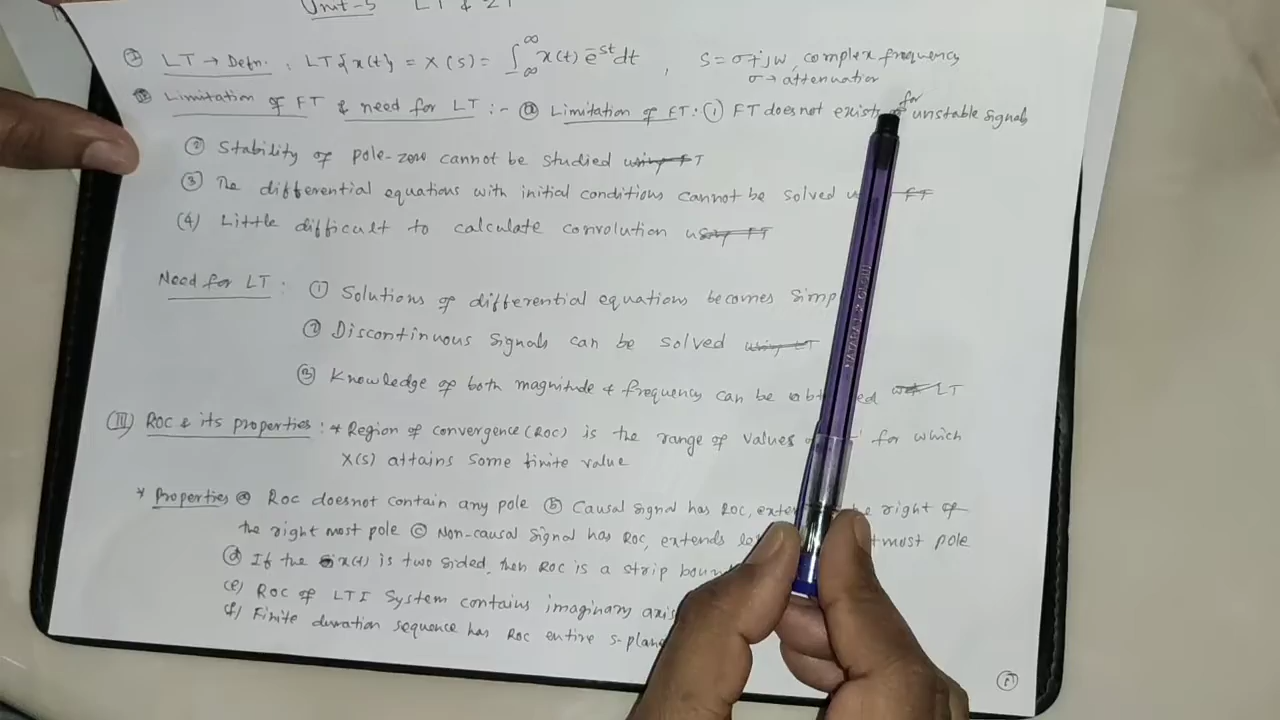 Unit-5 LT & ZT
LT → Defn: LT{x(t)} = X(s) = ∫_{-∞}^{∞} x(t) e^{-st} dt , s = σ+jω, complex frequency
σ → attenuation
Limitation of FT & need for LT :- ⓐ Limitation of FT: ① FT does not exist for unstable signals
② Stability of pole-zero cannot be studied using FT
③ The differential equations with initial conditions cannot be solved FT
(4) Little difficult to calculate convolution using FT
Need for LT : ① Solutions of differential equations becomes
② Discontinuous signals can be solved using LT
③ Knowledge of both magnitude & frequency can be LT
(III) ROC & its properties : * Region of convergence (ROC) is the range of values for which
X(s) attains some finite value
* Properties ⓐ ROC doesnot contain any pole ⓑ Causal signal has ROC, right of
the right most pole ⓒ Non-causal signal has ROC, extends pole
ⓓ If the x(t) is two sided, then ROC is a strip
(e) ROC of LTI System contains imaginary axis
(f) Finite duration sequence has ROC entire s-plane
NATARAJ